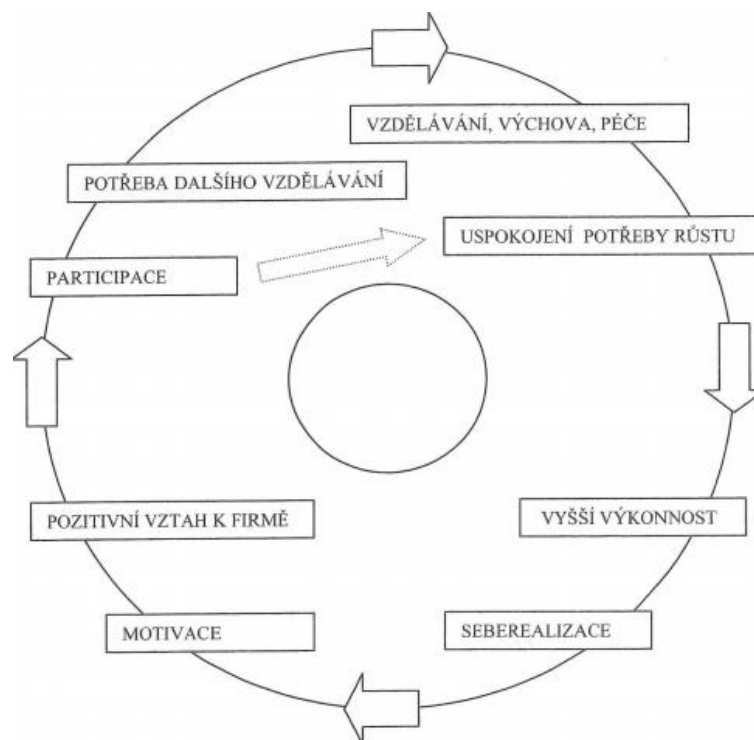 VZDĚLÁVÁNÍ, VÝCHOVA, PÉČE
POTŘEBA DALŠÍHO VZDĚLÁVÁNÍ
USPOKOJENÍ POTŘEBY RŮSTU
PARTICIPACE
POZITIVNÍ VZTAH K FIRMĚ
VYŠŠÍ VÝKONNOST
MOTIVACE
SEBEREALIZACE